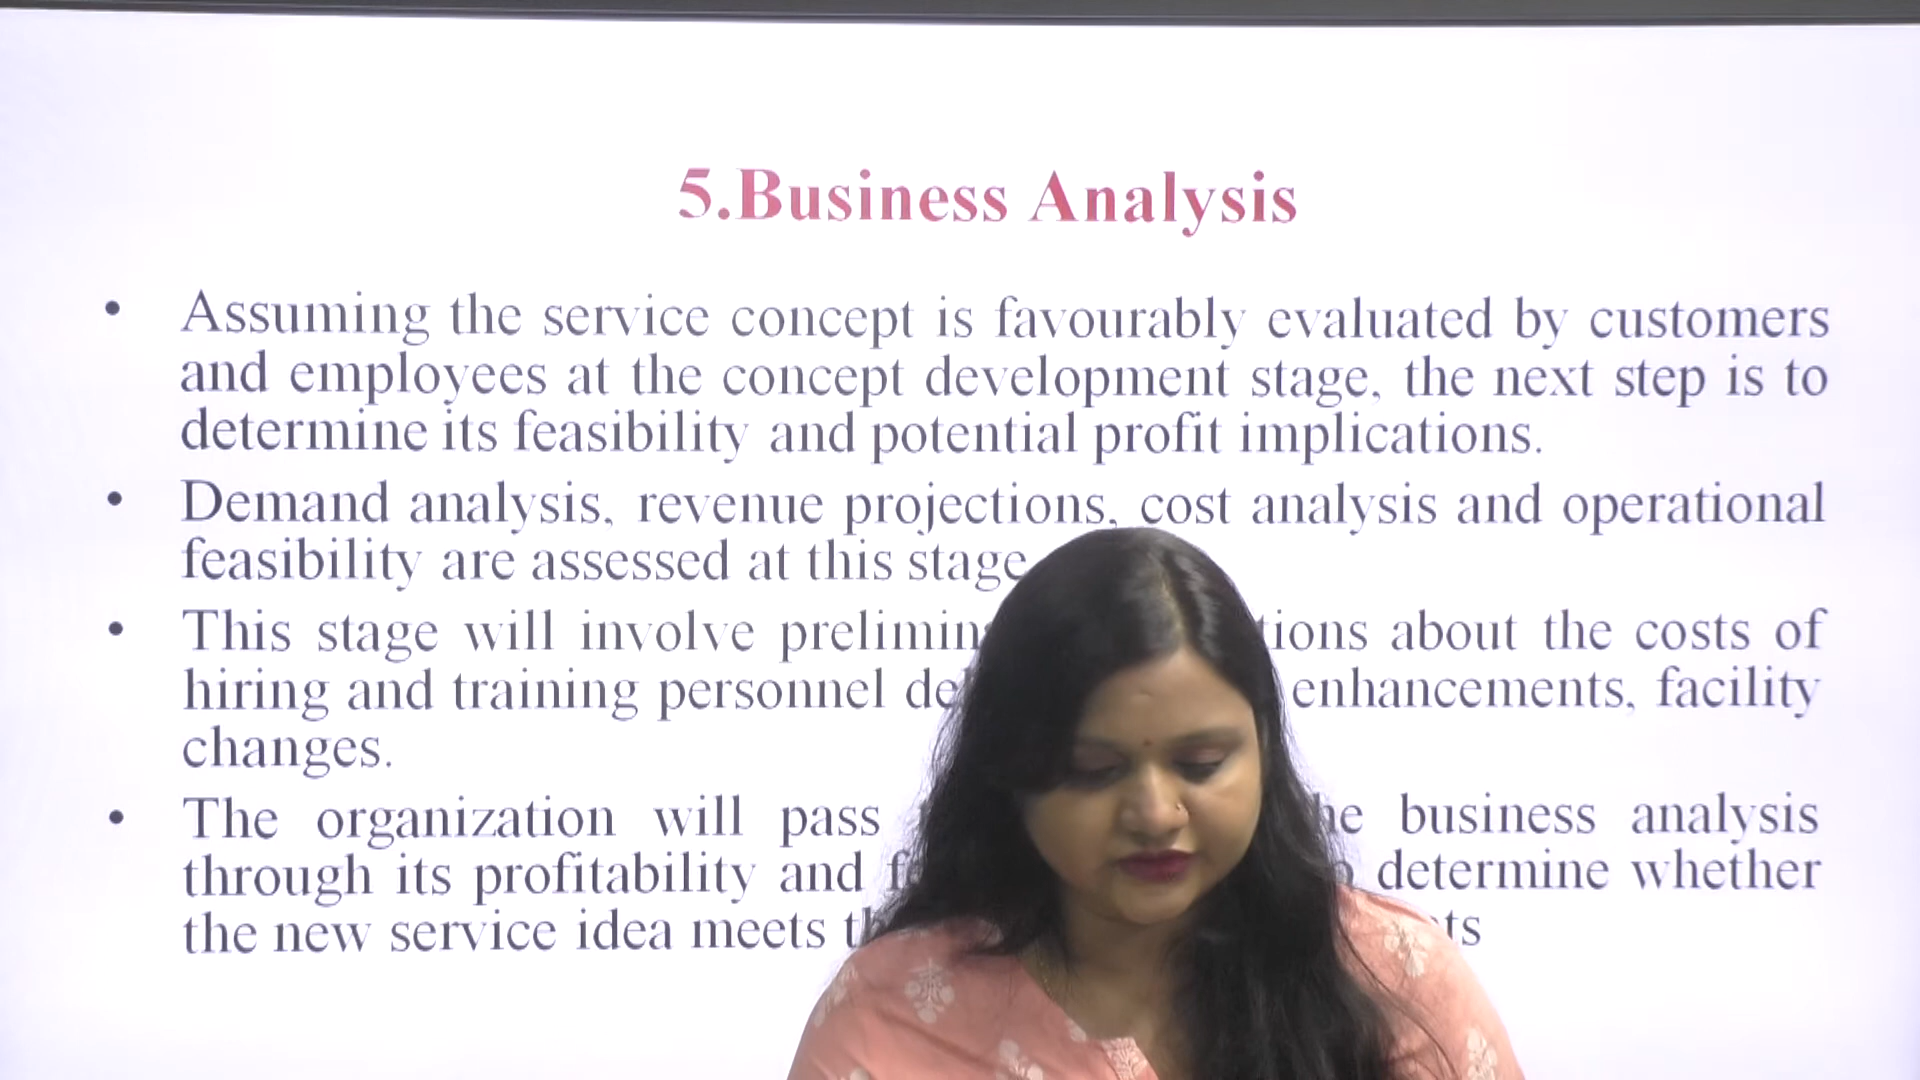 5.Business Analysis
• Assuming the service concept is favourably evaluated by customers
and employees at the concept development stage, the next step is to
determine its feasibility and potential profit implications.
• Demand analysis, revenue projections, cost analysis and operational
feasibility are assessed at this stage
• This stage will involve about the costs of
hiring and training personnel enhancements, facility
changes.
• The organization will pass business analysis
through its profitability and determine whether
the new service idea meets